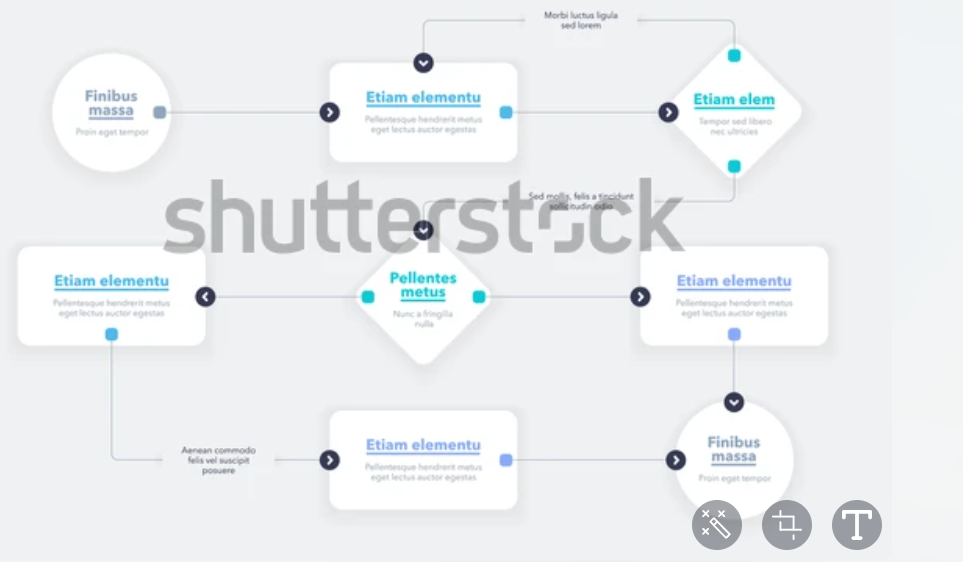 Morbi luctus ligula
sed lorem
Finibus
massa
Proin eget tempor
Etiam elementu
Pellentesque hendrerit metus
eget lectus auctor egestas
Etiam elem
Tempor sed libero
nec ultricies
Sed mollis, felis a tincidunt
sollicitudin odio
shutterstock
Etiam elementu
Pellentesque hendrerit metus
eget lectus auctor egestas
Pellentes
metus
Nunc a fringilla
nulla
Etiam elementu
Pellentesque hendrerit metus
eget lectus auctor egestas
Aenean commodo
felis vel suscipit
posuere
Etiam elementu
Pellentesque hendrerit metus
eget lectus auctor egestas
Finibus
massa
Proin eget tempor
T